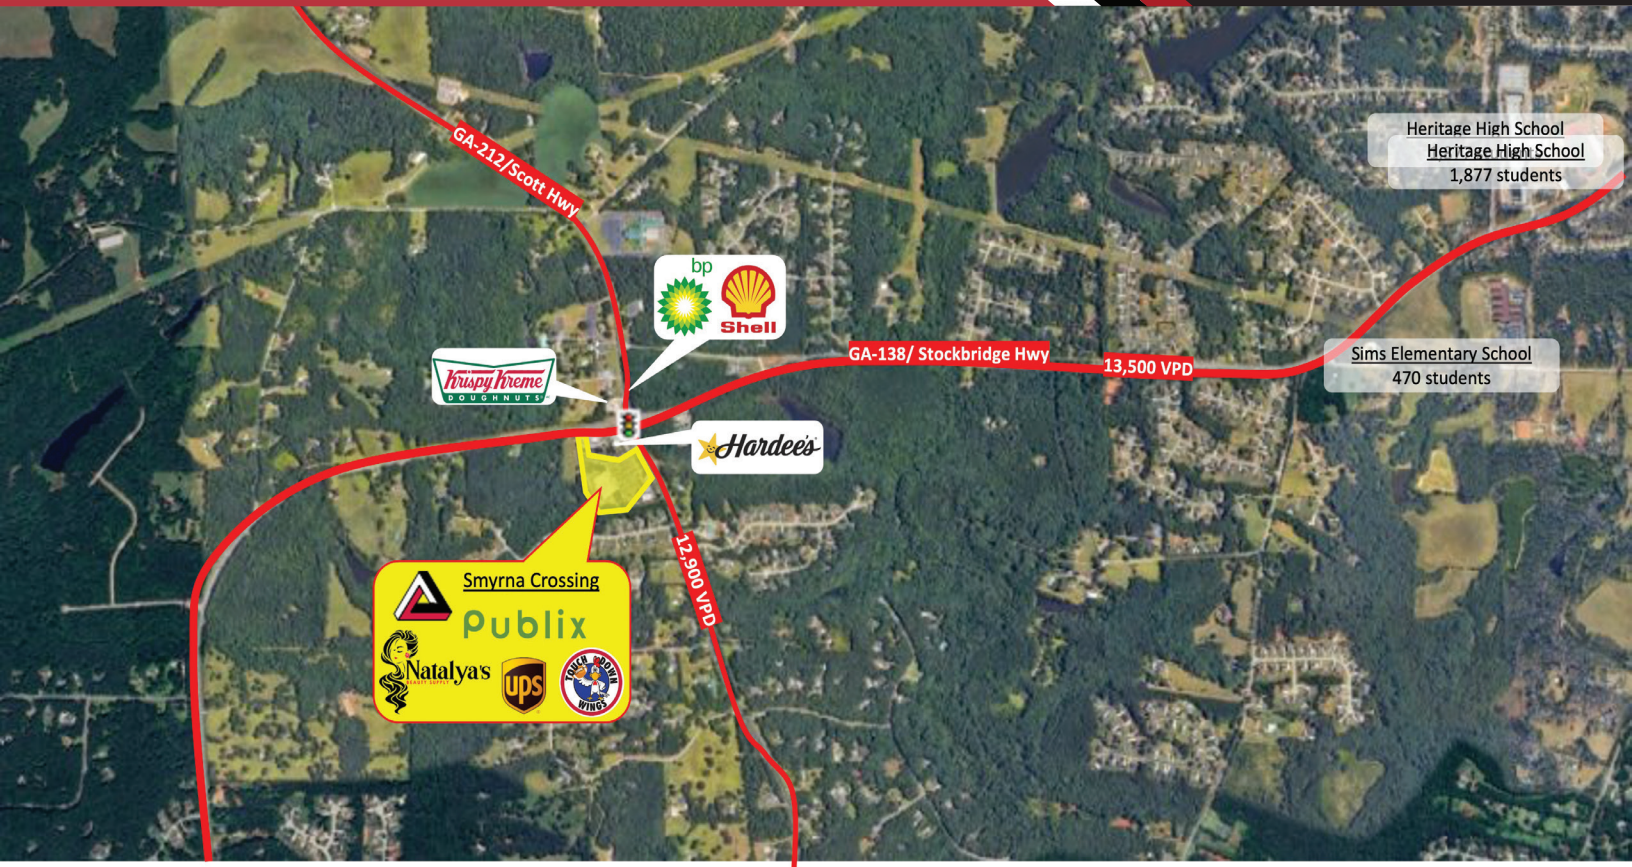 Heritage High School
Heritage High School
1,877 students
GA-212/Scott Hwy
bp
Shell
GA-138/ Stockbridge Hwy
13,500 VPD
Sims Elementary School
470 students
Krispy Kreme
DOUGHNUTS
Hardee's
12,900 VPD
Smyrna Crossing
Publix
Natalya's
BEAUTY SUPPLY
ups
TOUCH DOWN
WINGS